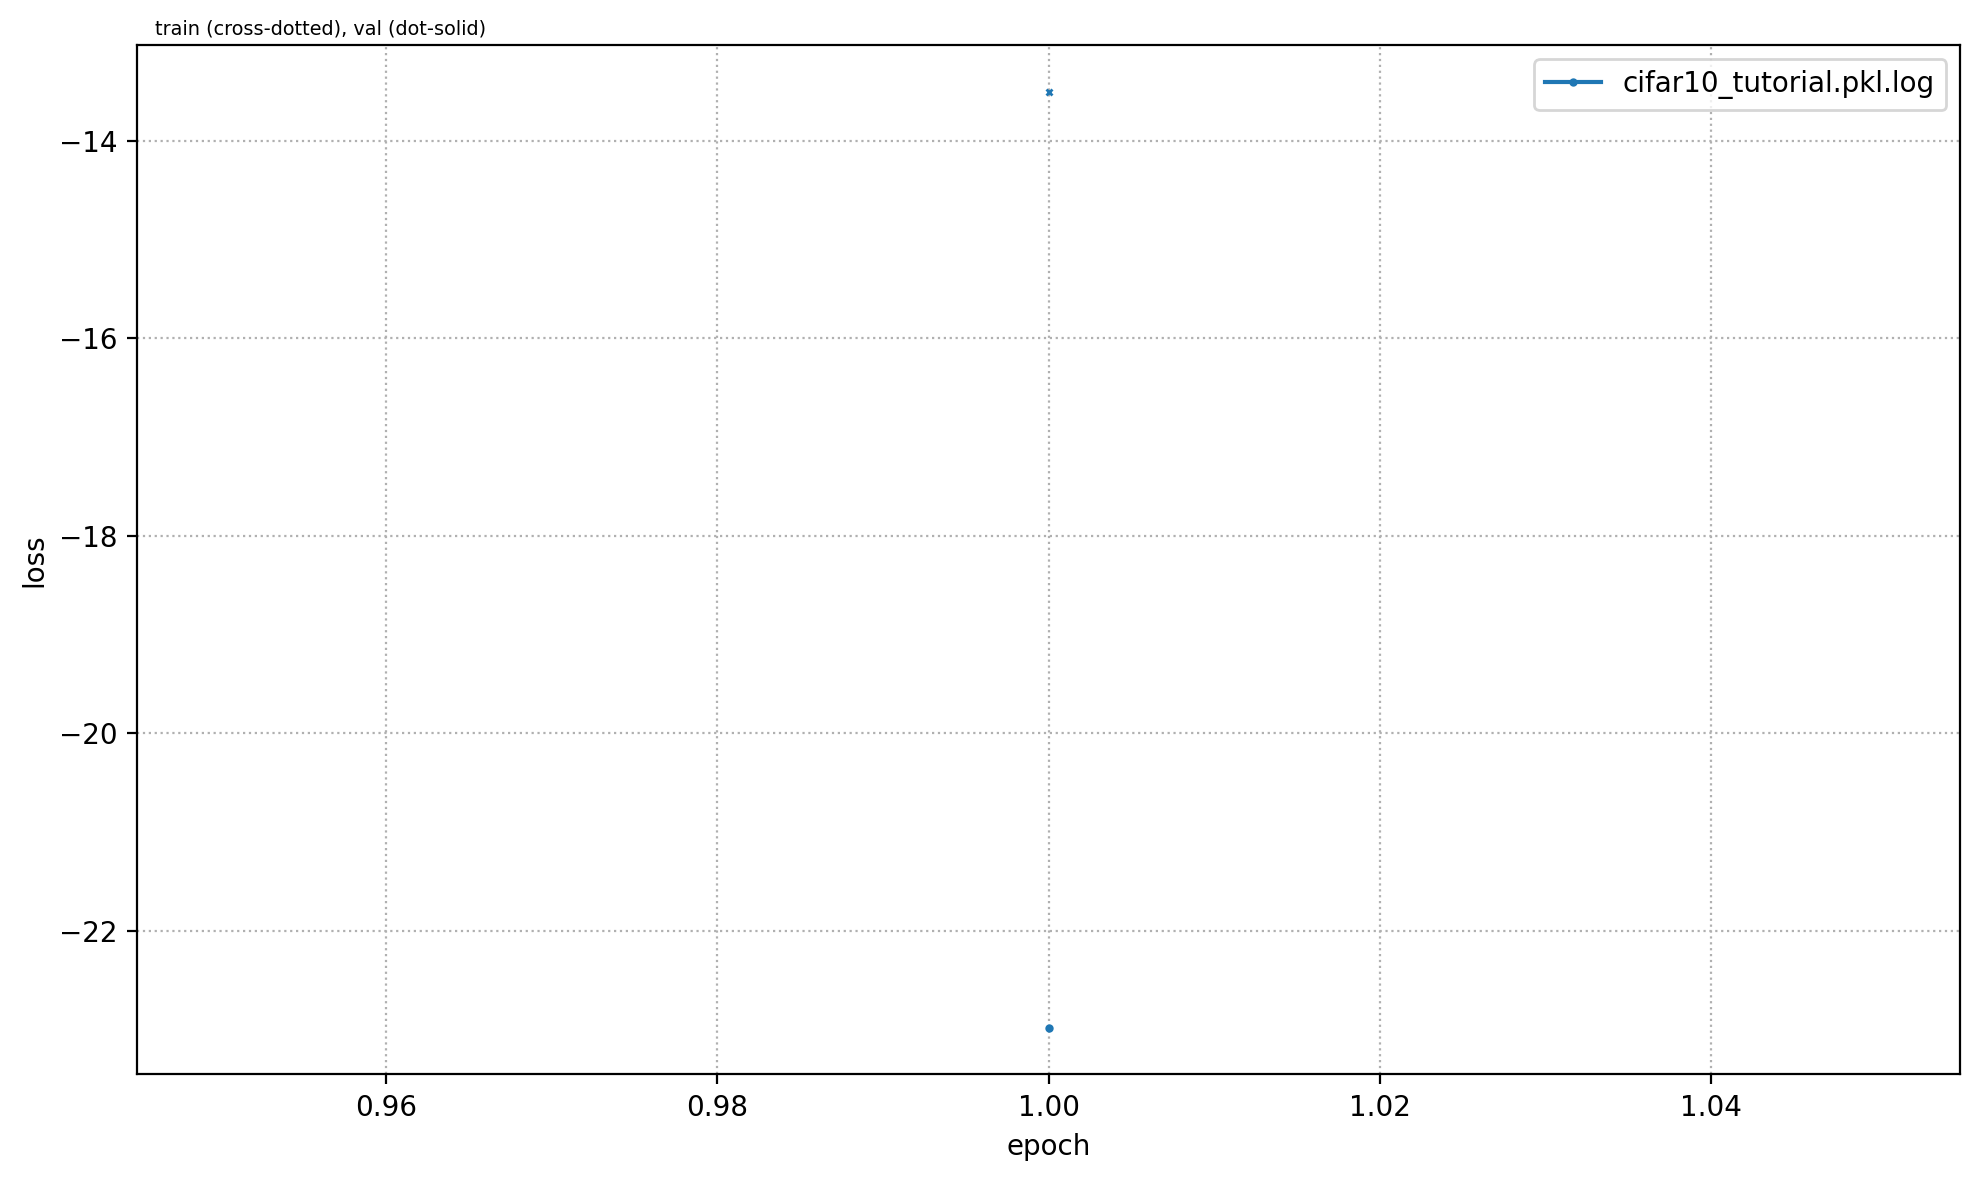 train (cross-dotted), val (dot-solid)
cifar10_tutorial.pkl.log
−14
−16
−18
−20
−22
loss
0.96 0.98 1.00 1.02 1.04
epoch